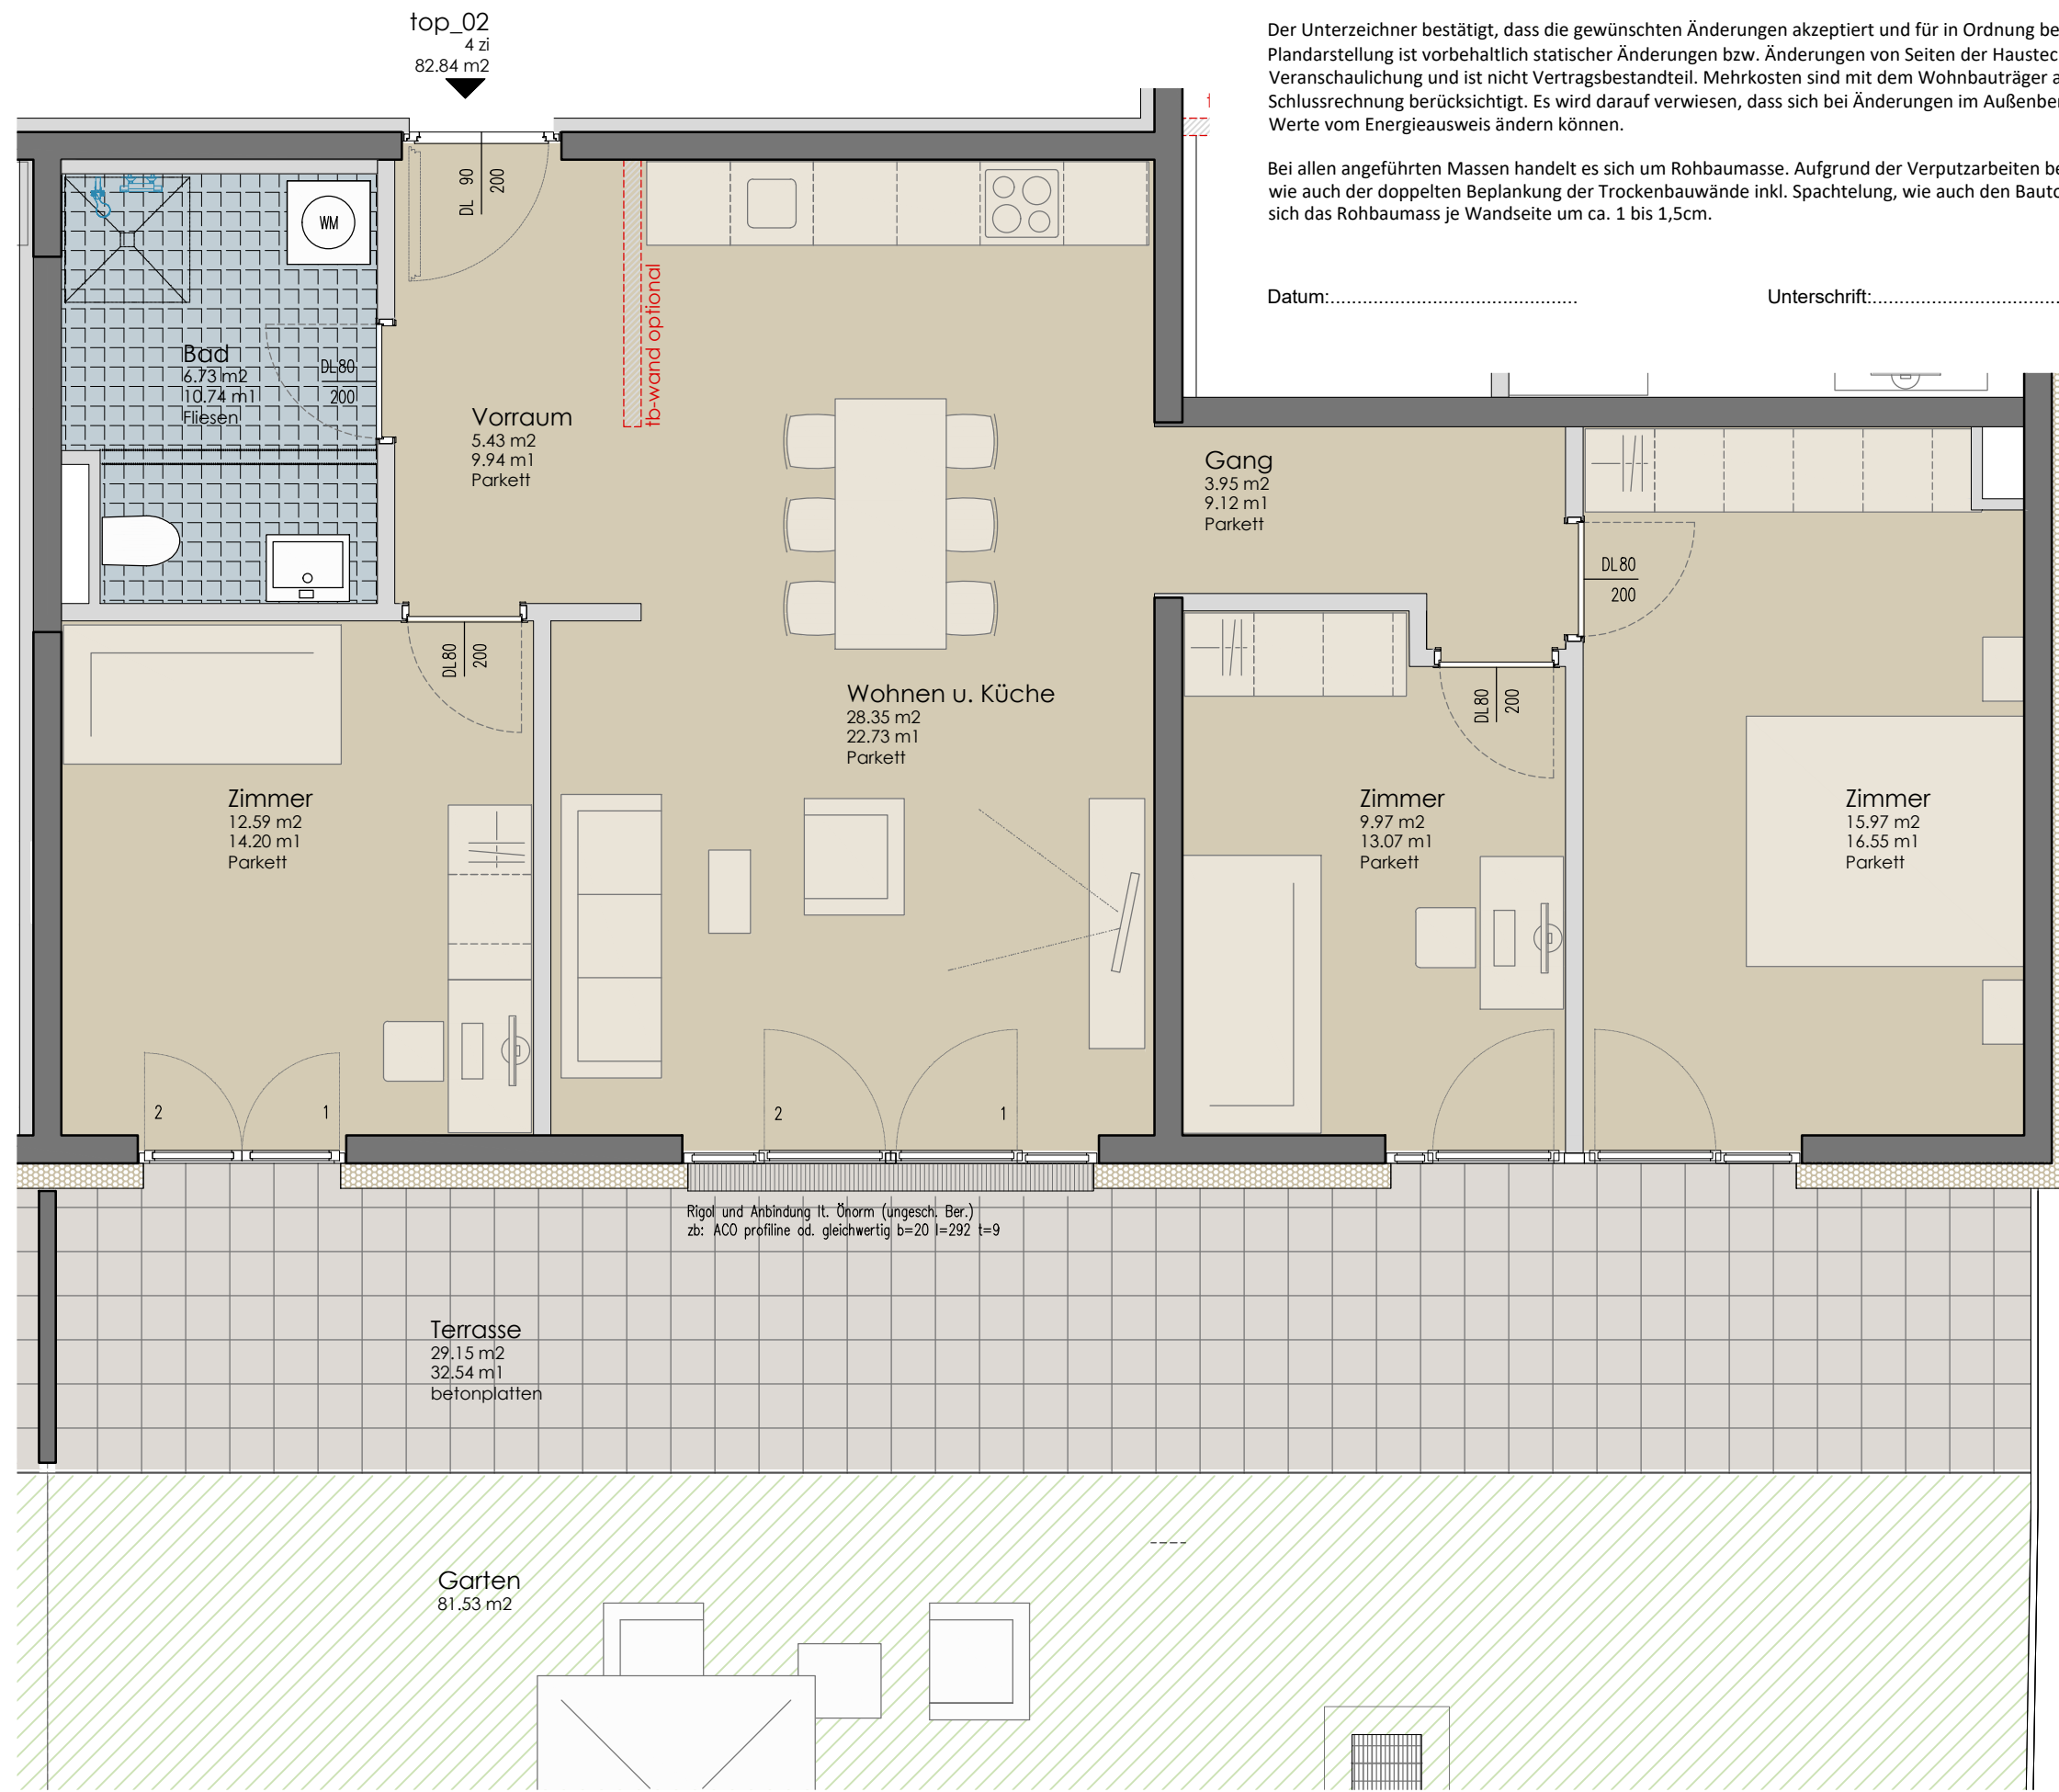 top_02
4 zi
82.84 m2
Der Unterzeichner bestätigt, dass die gewünschten Änderungen akzeptiert und für in Ordnung be
Plandarstellung ist vorbehaltlich statischer Änderungen bzw. Änderungen von Seiten der Haustec
Veranschaulichung und ist nicht Vertragsbestandteil. Mehrkosten sind mit dem Wohnbauträger a
Schlussrechnung berücksichtigt. Es wird darauf verwiesen, dass sich bei Änderungen im Außenber
Werte vom Energieausweis ändern können.
Bei allen angeführten Massen handelt es sich um Rohbaumasse. Aufgrund der Verputzarbeiten be
wie auch der doppelten Beplankung der Trockenbauwände inkl. Spachtelung, wie auch den Bauto
sich das Rohbaumass je Wandseite um ca. 1 bis 1,5cm.
Datum:..............................................
Unterschrift:...................................
DL 90
200
WM
tb-wand optional
Bad
6.73 m2
10.74 m1
Fliesen
DL80
200
Vorraum
5.43 m2
9.94 m1
Parkett
Gang
3.95 m2
9.12 m1
Parkett
DL80
200
DL80
200
DL80
200
Wohnen u. Küche
28.35 m2
22.73 m1
Parkett
Zimmer
12.59 m2
14.20 m1
Parkett
Zimmer
9.97 m2
13.07 m1
Parkett
Zimmer
15.97 m2
16.55 m1
Parkett
2
1
2
1
Rigol und Anbindung lt. Önorm (ungesch. Ber.)
zb: ACO profiline od. gleichwertig b=20 l=292 t=9
Terrasse
29.15 m2
32.54 m1
betonplatten
Garten
81.53 m2